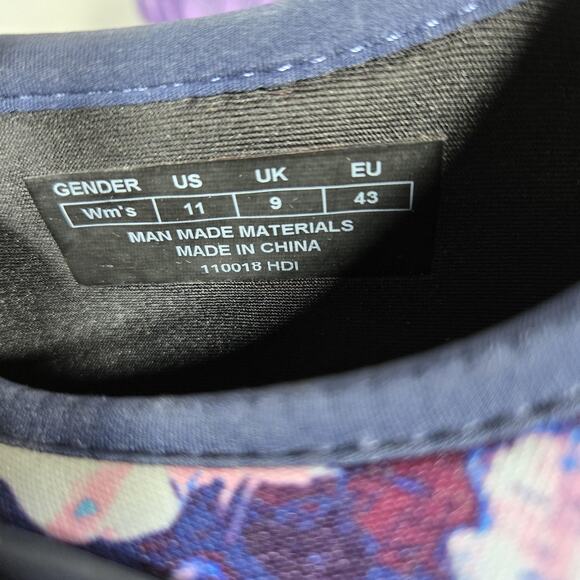 GENDER US UK EU
Wm's 11 9 43
MAN MADE MATERIALS
MADE IN CHINA
110018 HDI